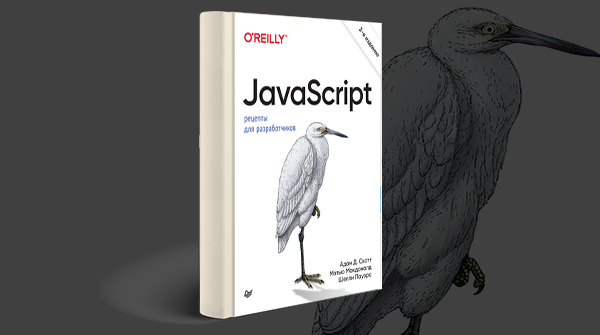 O'REILLY®
3-е издание
JavaScript
рецепты
для разработчиков
Адам Д. Скотт
Мэтью Макдональд
Шелли Пауэрс